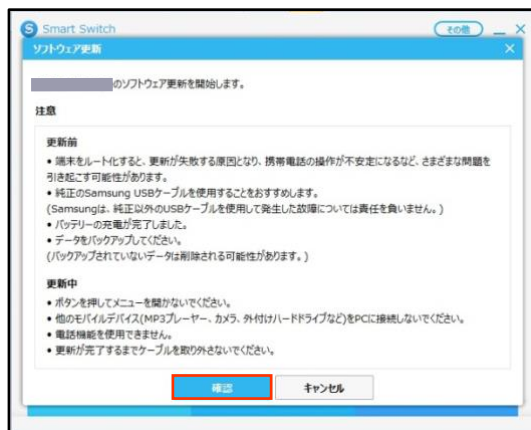 Smart Switch
その他
ソフトウェア更新
のソフトウェア更新を開始します。
注意
更新前
• 端末をルート化すると、更新が失敗する原因となり、携帯電話の操作が不安定になるなど、さまざまな問題を
引き起こす可能性があります。
• 純正のSamsung USBケーブルを使用することをおすすめします。
(Samsungは、純正以外のUSBケーブルを使用して発生した故障については責任を負いません。)
• バッテリーの充電が完了しました。
• データをバックアップしてください。
(バックアップされていないデータは削除される可能性があります。)
更新中
• ボタンを押してメニューを開かないでください。
• 他のモバイルデバイス(MP3プレーヤー、カメラ、外付けハードドライブなど)をPCに接続しないでください。
• 電話機能を使用できません。
• 更新が完了するまでケーブルを取り外さないでください。
確認
キャンセル